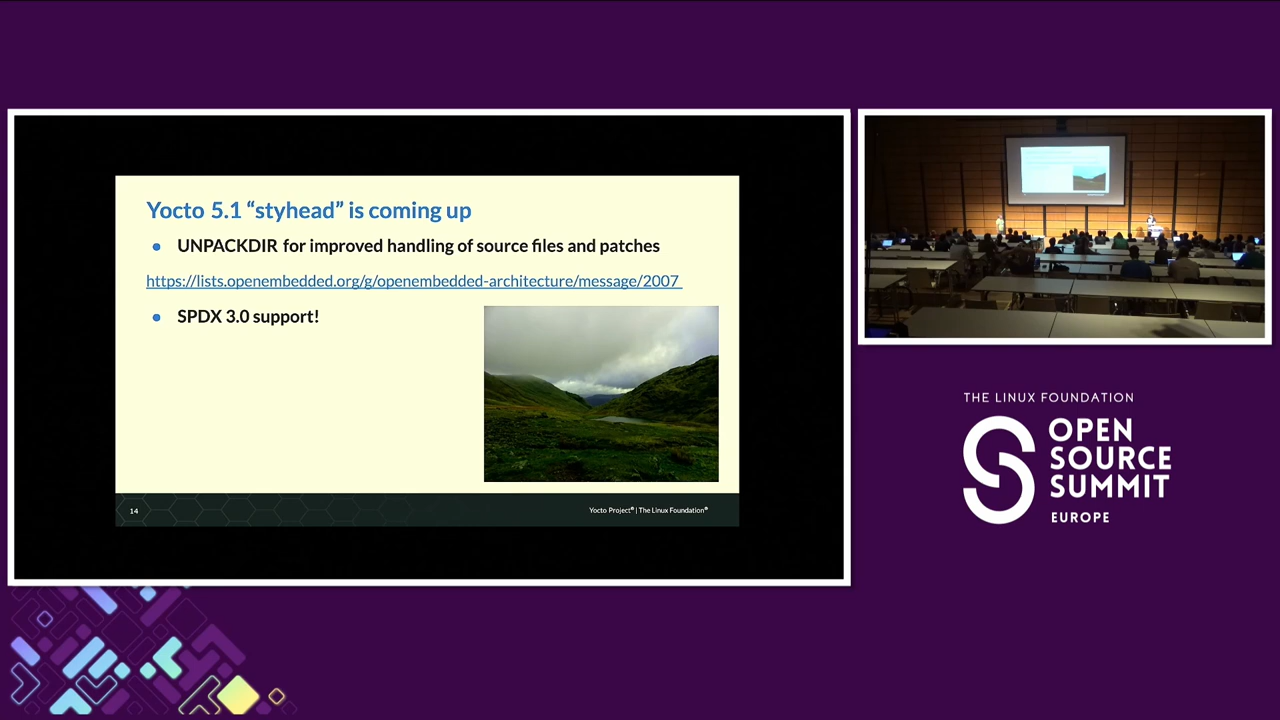 Yocto 5.1 “styhead” is coming up
● UNPACKDIR for improved handling of source files and patches
https://lists.openembedded.org/g/openembedded-architecture/message/2007
● SPDX 3.0 support!
14
Yocto Project® | The Linux Foundation®
THE LINUX FOUNDATION
OPEN
SOURCE
SUMMIT
EUROPE